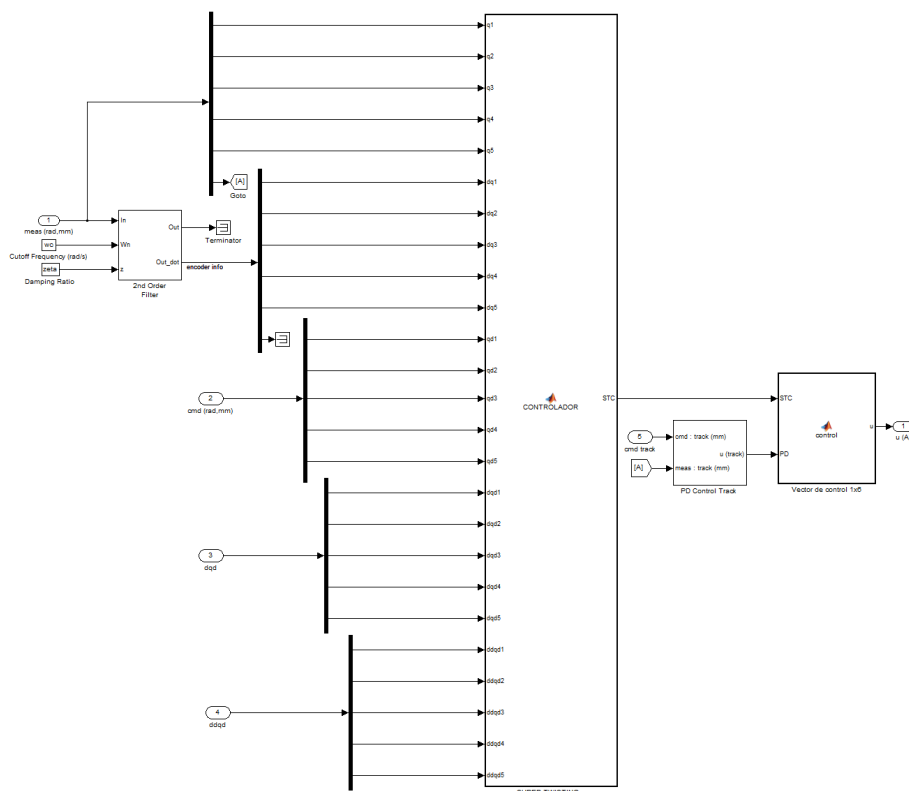 q1
q2
q3
q4
q5
[A]
Goto
dq1
dq2
dq3
dq4
dq5
1
meas (rad,mm)
wc
Cutoff Frequency (rad/s)
zeta
Damping Ratio
In
Wn
z
Out
Out_dot
2nd Order
Filter
Terminator
encoder info
qd1
qd2
qd3
qd4
qd5
2
cmd (rad,mm)
dqd1
dqd2
dqd3
dqd4
dqd5
3
dqd
ddqd1
ddqd2
ddqd3
ddqd4
ddqd5
4
ddqd
CONTROLADOR
STC
5
cmd track
[A]
cmd : track (mm)
meas : track (mm)
u (track)
PD Control Track
STC
PD
control
u
Vector de control 1x6
1
u (A